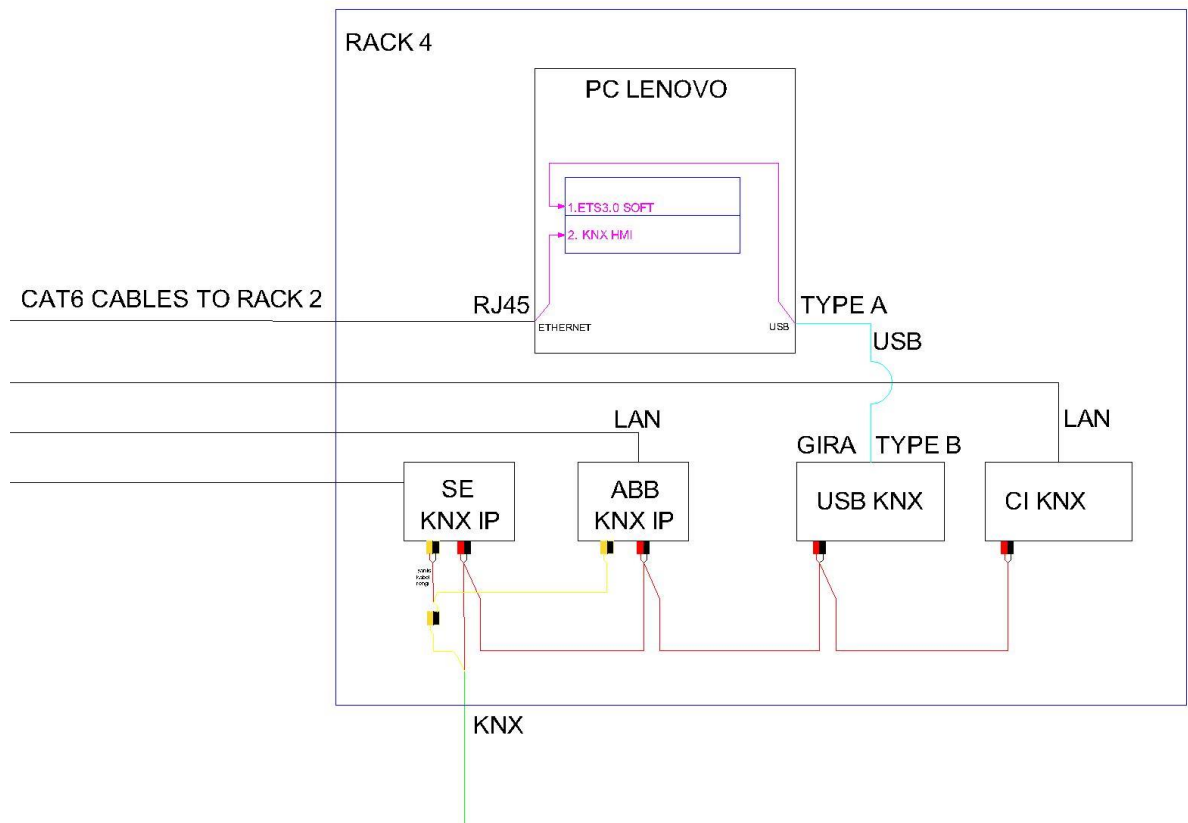 RACK 4
PC LENOVO
1.ETS3.0 SOFT
2. KNX HMI
CAT6 CABLES TO RACK 2
RJ45
TYPE A
ETHERNET
USB
USB
LAN
LAN
GIRA
TYPE B
SE
KNX IP
ABB
KNX IP
USB KNX
CI KNX
kabel
KNX